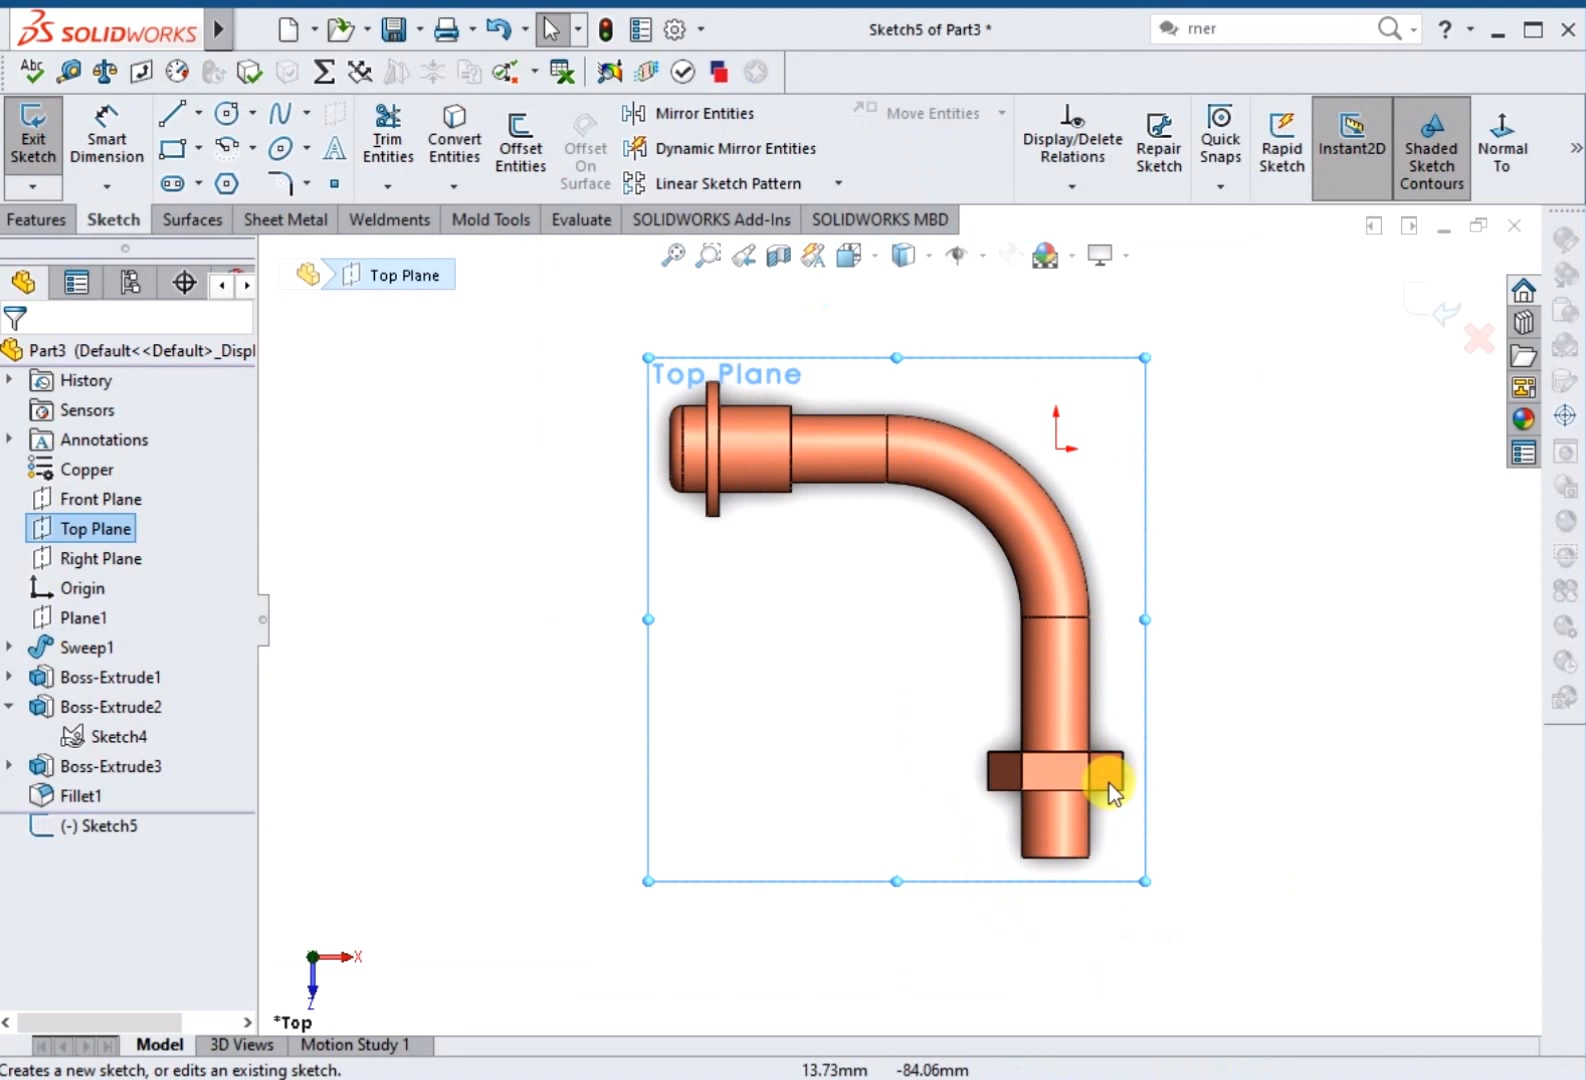 SOLIDWORKS
Sketch5 of Part3 *
rner
?
Abc
Exit Sketch
Smart Dimension
Trim Entities
Convert Entities
Offset Entities
Offset On Surface
Mirror Entities
Dynamic Mirror Entities
Linear Sketch Pattern
Move Entities
Display/Delete Relations
Repair Sketch
Quick Snaps
Rapid Sketch
Instant2D
Shaded Sketch Contours
Normal To
Features
Sketch
Surfaces
Sheet Metal
Weldments
Mold Tools
Evaluate
SOLIDWORKS Add-Ins
SOLIDWORKS MBD
Top Plane
Part3 (Default<<Default>_Displ
History
Sensors
Annotations
Copper
Front Plane
Top Plane
Right Plane
Origin
Plane1
Sweep1
Boss-Extrude1
Boss-Extrude2
Sketch4
Boss-Extrude3
Fillet1
(-) Sketch5
Top Plane
X
Z
*Top
Model
3D Views
Motion Study 1
Creates a new sketch, or edits an existing sketch.
13.73mm
-84.06mm